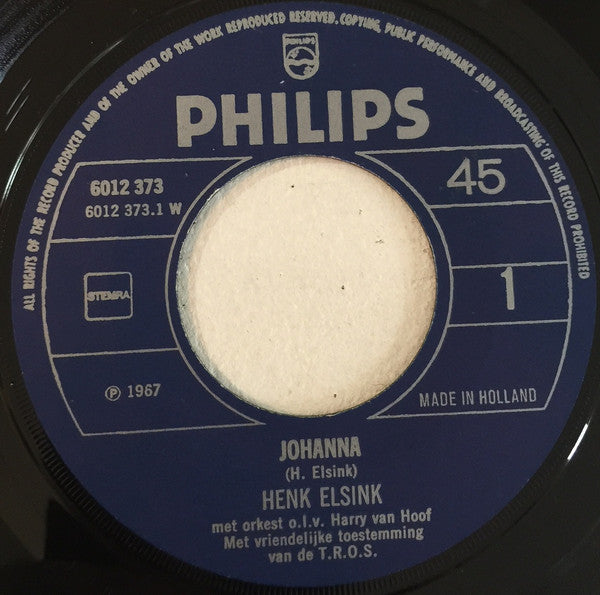 ALL RIGHTS OF THE RECORD PRODUCER AND OF THE OWNER OF THE WORK REPRODUCED RESERVED. COPYING, PUBLIC PERFORMANCE AND BROADCASTING OF THIS RECORD PROHIBITED
PHILIPS
PHILIPS
6012 373
6012 373.1 W
45
STEMRA
1
℗ 1967
MADE IN HOLLAND
JOHANNA
(H. Elsink)
HENK ELSINK
met orkest o.l.v. Harry van Hoof
Met vriendelijke toestemming
van de T.R.O.S.